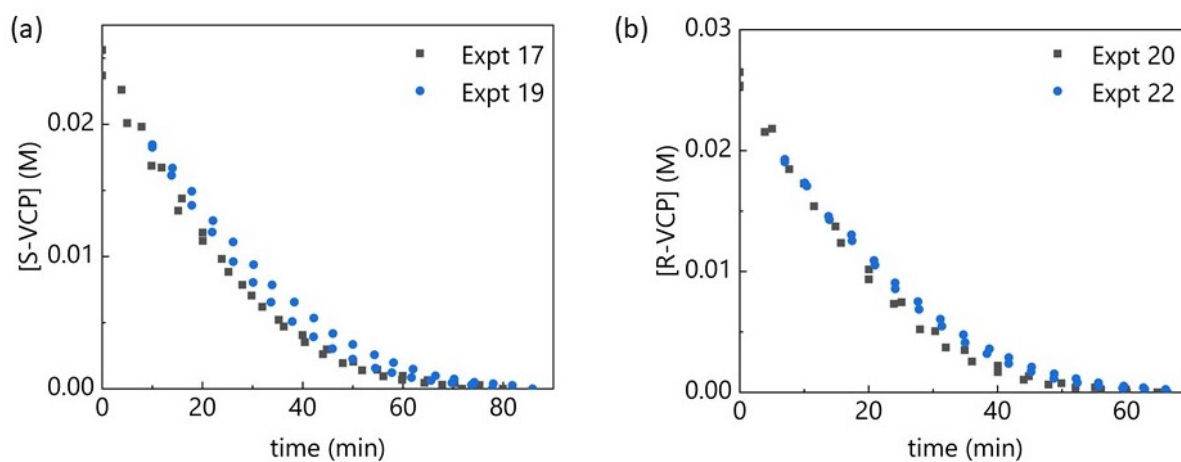 (a)
Expt 17
Expt 19
[S-VCP] (M)
0.02
0.01
0.00
0
20
40
60
80
time (min)
(b)
Expt 20
Expt 22
[R-VCP] (M)
0.03
0.02
0.01
0.00
0
20
40
60
time (min)